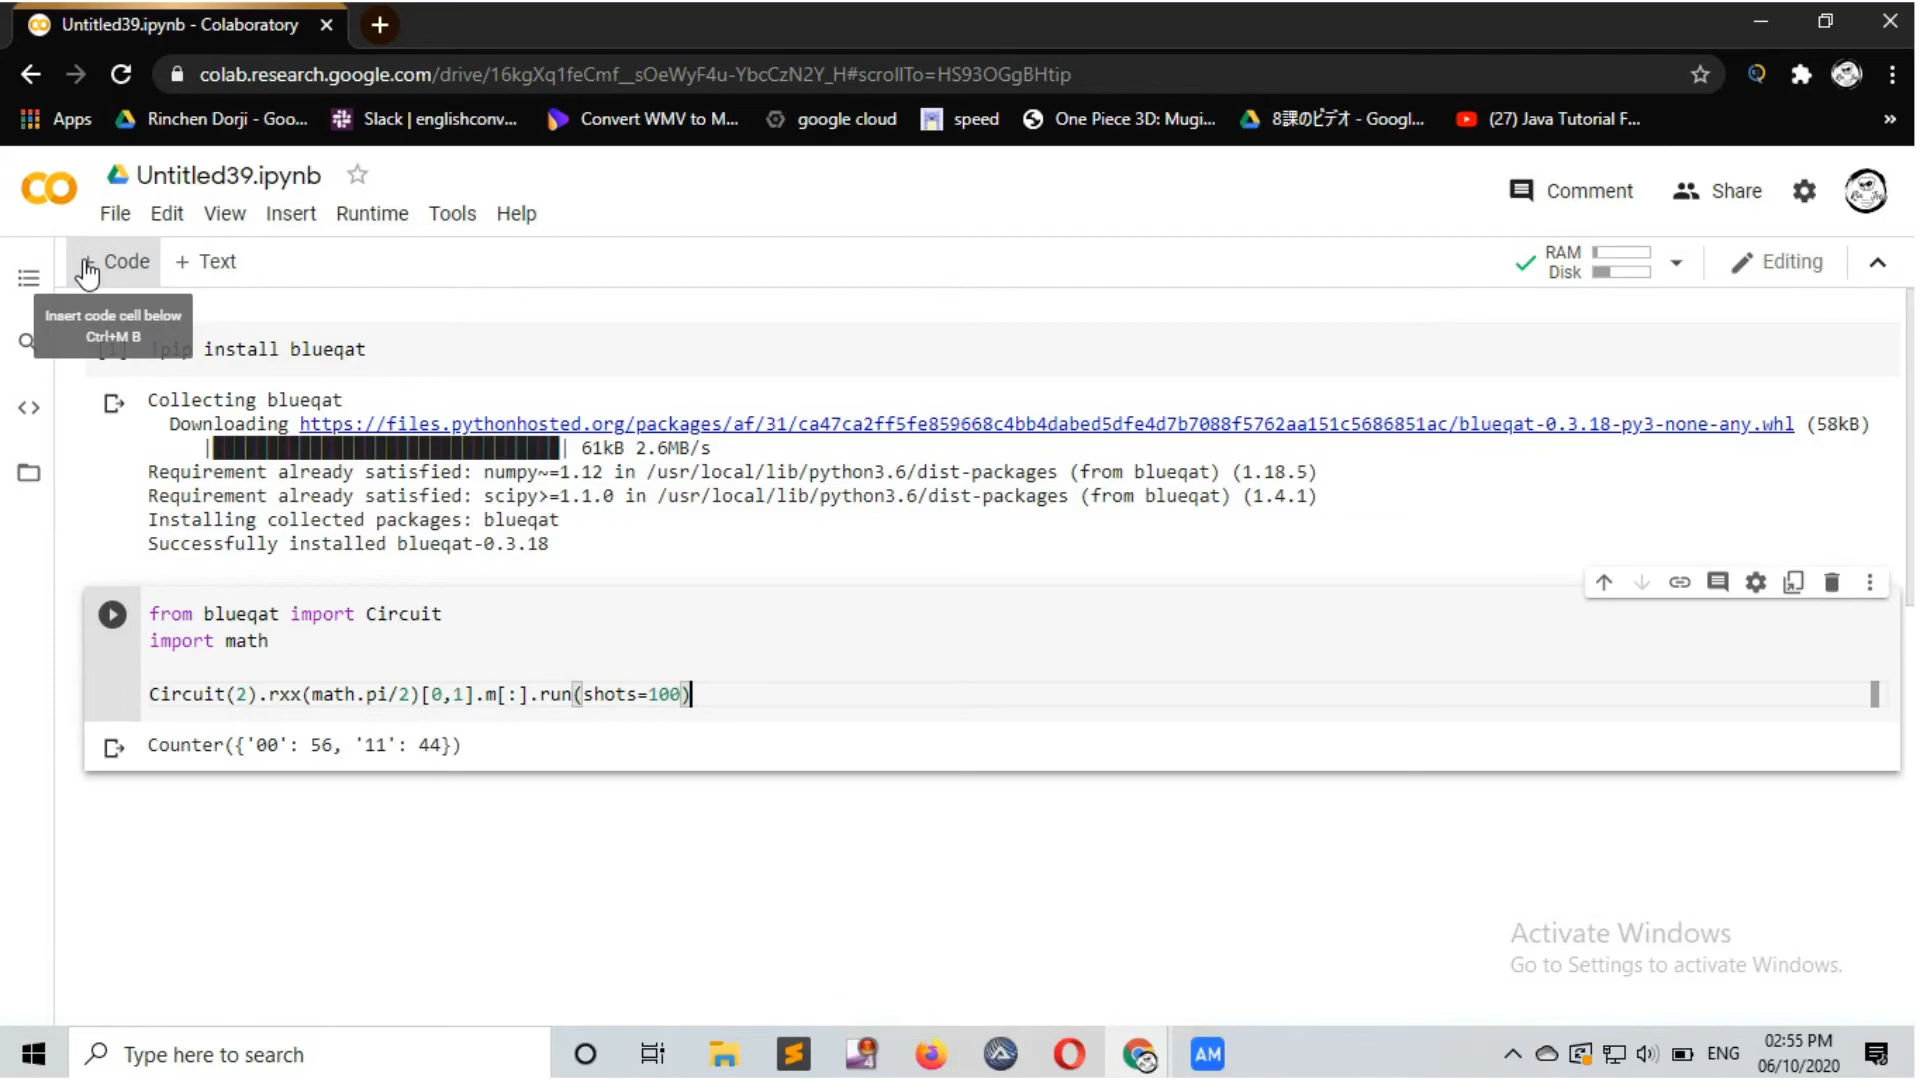 Untitled39.ipynb - Colaboratory
colab.research.google.com/drive/16kgXq1feCmf__sOeWyF4u-YbcCzN2Y_H#scrollTo=HS93OGgBHtip
Apps Rinchen Dorji - Goo... Slack | englishconv... Convert WMV to M... google cloud speed One Piece 3D: Mugi... 8課のビデオ - Googl... (27) Java Tutorial F... »
Untitled39.ipynb
Comment Share
File Edit View Insert Runtime Tools Help
+ Code + Text
RAM
Disk
Editing
Insert code cell below
Ctrl+M B
!pip install blueqat
Collecting blueqat
Downloading https://files.pythonhosted.org/packages/af/31/ca47ca2ff5fe859668c4bb4dabed5dfe4d7b7088f5762aa151c5686851ac/blueqat-0.3.18-py3-none-any.whl (58kB)
|████████████████████████████████| 61kB 2.6MB/s
Requirement already satisfied: numpy~=1.12 in /usr/local/lib/python3.6/dist-packages (from blueqat) (1.18.5)
Requirement already satisfied: scipy>=1.1.0 in /usr/local/lib/python3.6/dist-packages (from blueqat) (1.4.1)
Installing collected packages: blueqat
Successfully installed blueqat-0.3.18
from blueqat import Circuit
import math
Circuit(2).rxx(math.pi/2)[0,1].m[:].run(shots=100)
Counter({'00': 56, '11': 44})
Activate Windows
Go to Settings to activate Windows.
Type here to search
AM
ENG
02:55 PM
06/10/2020